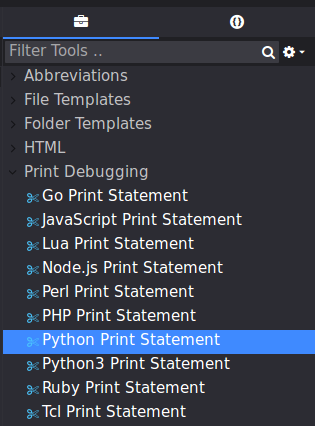 Filter Tools ..
Abbreviations
File Templates
Folder Templates
HTML
Print Debugging
Go Print Statement
JavaScript Print Statement
Lua Print Statement
Node.js Print Statement
Perl Print Statement
PHP Print Statement
Python Print Statement
Python3 Print Statement
Ruby Print Statement
Tcl Print Statement